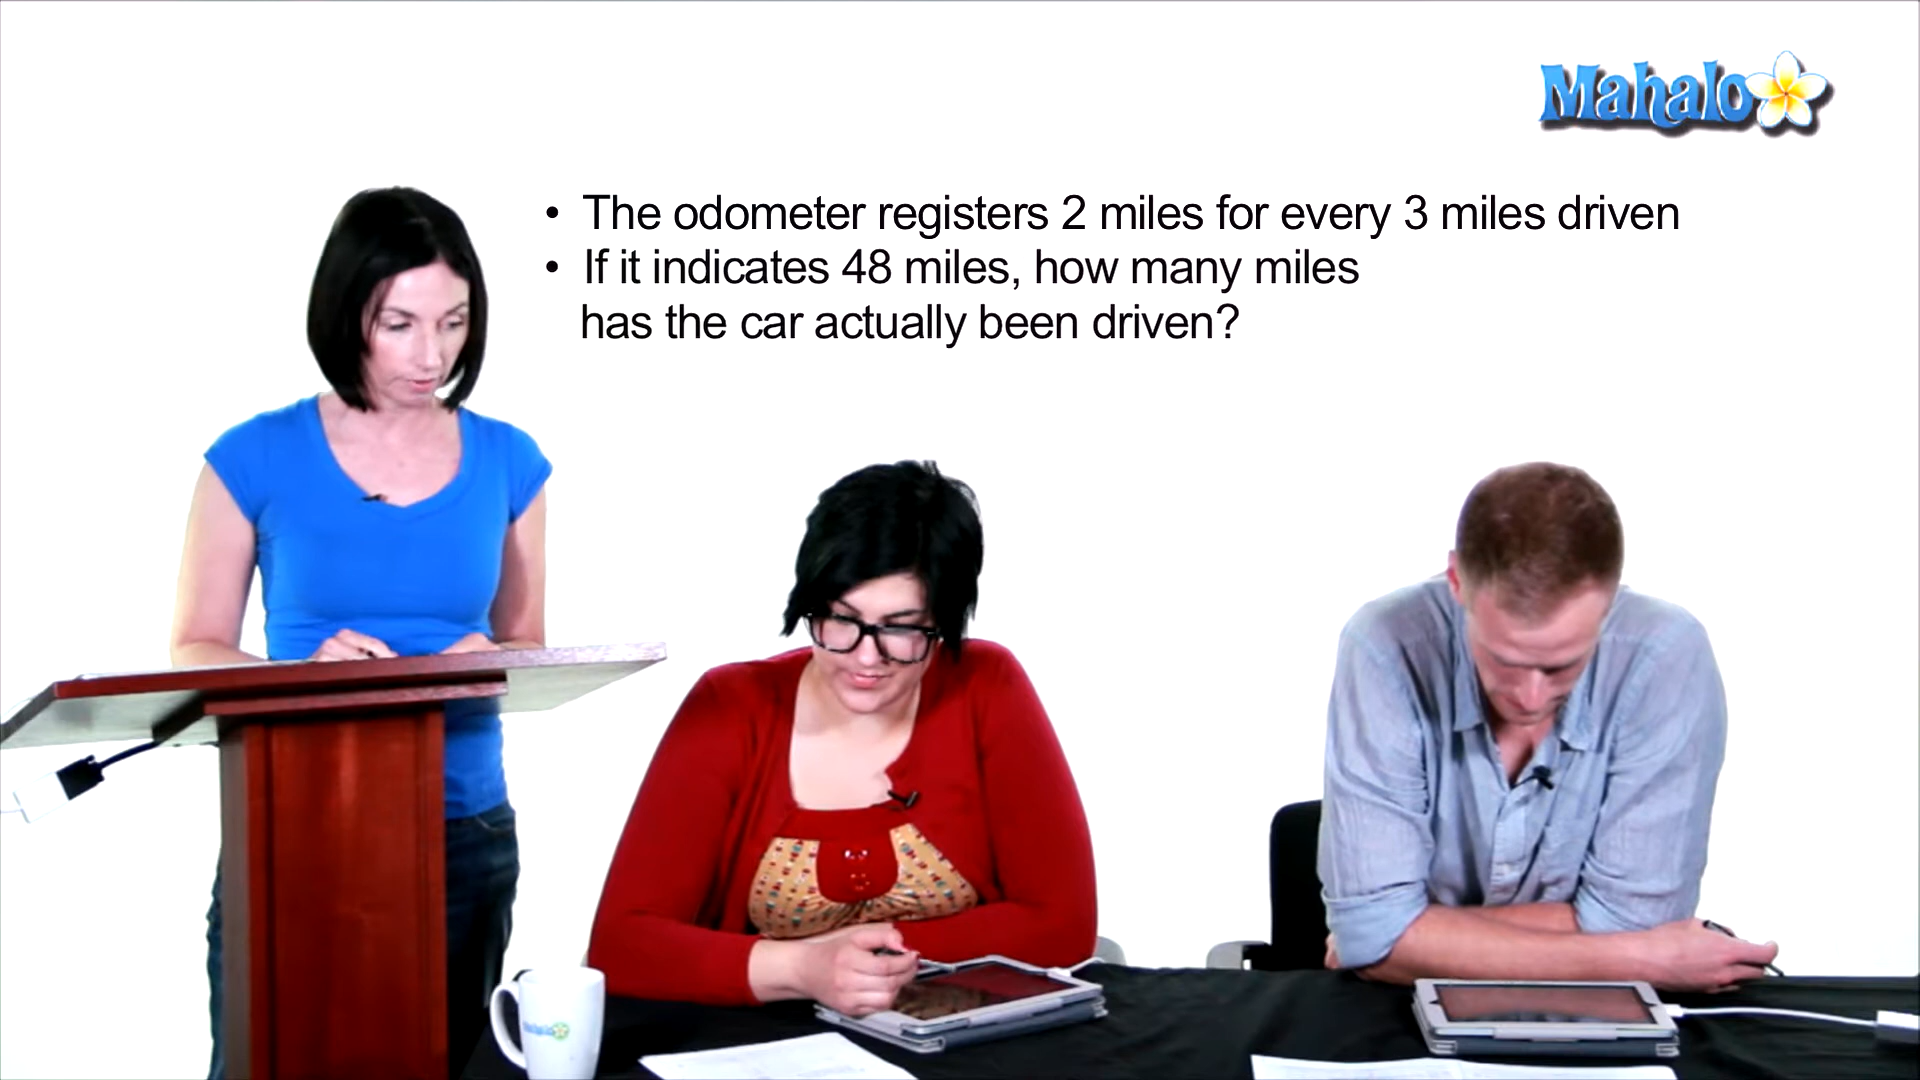 Mahalo
• The odometer registers 2 miles for every 3 miles driven
• If it indicates 48 miles, how many miles
has the car actually been driven?
Mahalo